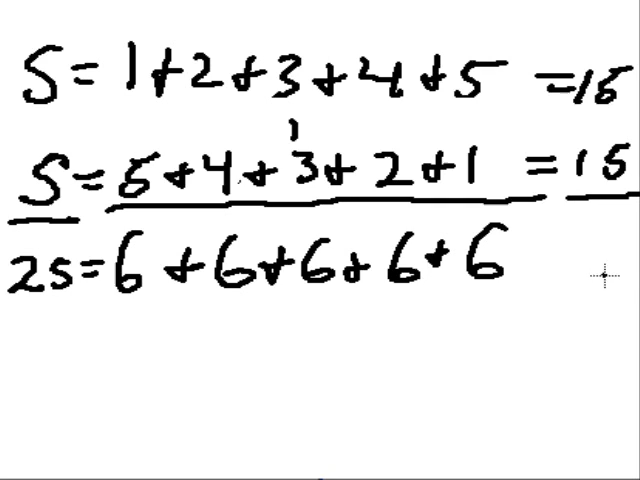 S = 1 + 2 + 3 + 4 + 5 = 15
S = 5 + 4 + 3 + 2 + 1 = 15
2S = 6 + 6 + 6 + 6 + 6